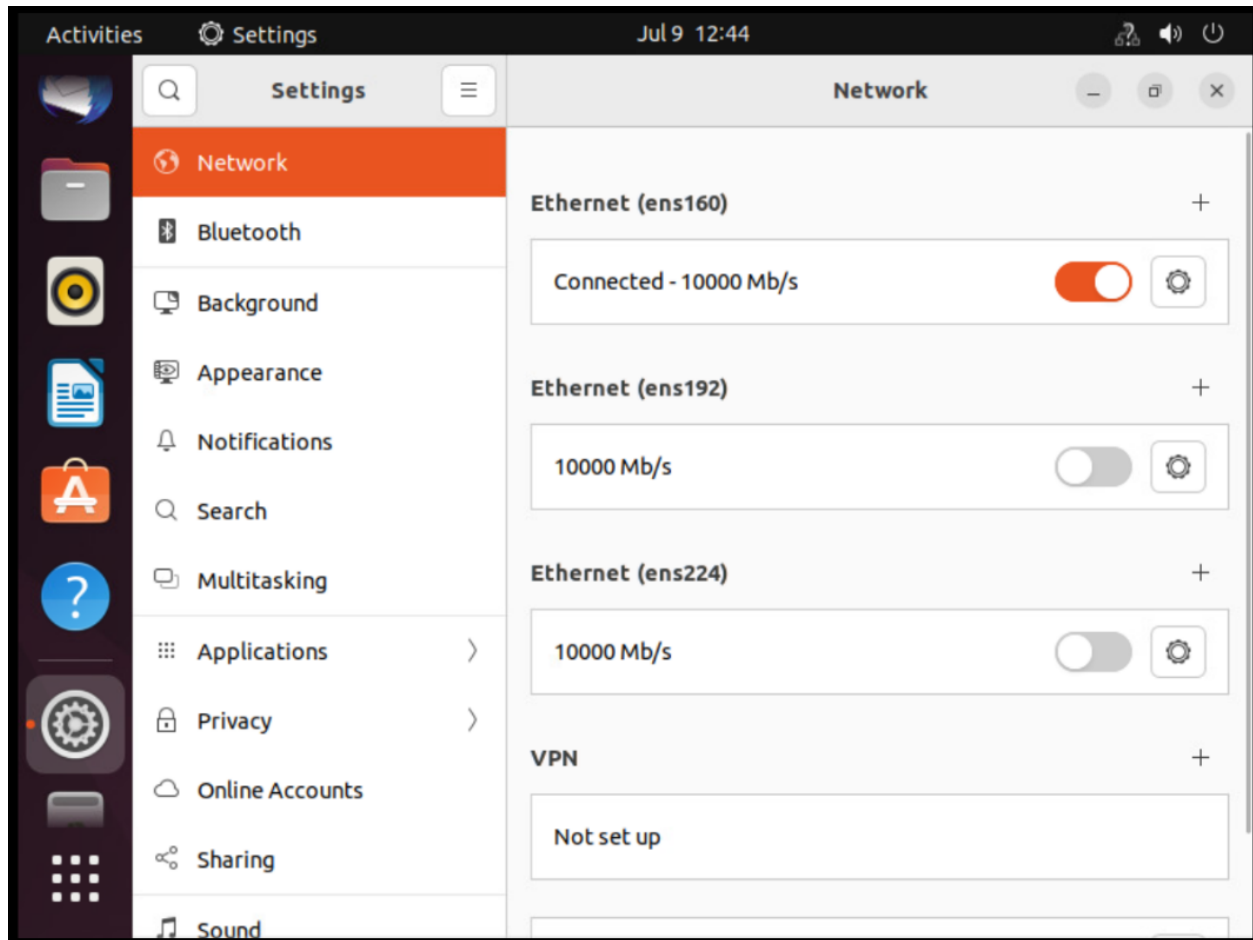 Activities Settings Jul 9 12:44
Settings
Network
Network
Bluetooth
Background
Appearance
Notifications
Search
Multitasking
Applications
Privacy
Online Accounts
Sharing
Sound
Ethernet (ens160)
Connected - 10000 Mb/s
Ethernet (ens192)
10000 Mb/s
Ethernet (ens224)
10000 Mb/s
VPN
Not set up